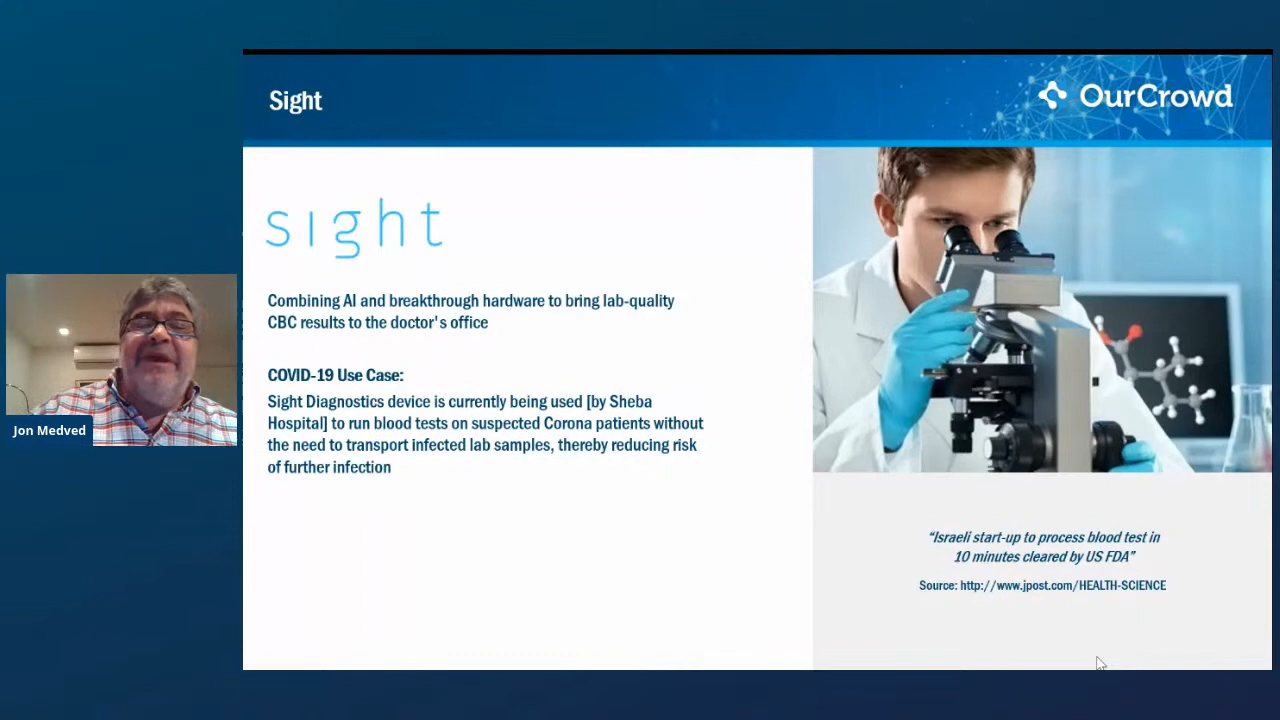 Sight
OurCrowd
sight
Combining AI and breakthrough hardware to bring lab-quality
CBC results to the doctor's office
COVID-19 Use Case:
Sight Diagnostics device is currently being used [by Sheba
Hospital] to run blood tests on suspected Corona patients without
the need to transport infected lab samples, thereby reducing risk
of further infection
Jon Medved
“Israeli start-up to process blood test in
10 minutes cleared by US FDA”
Source: http://www.jpost.com/HEALTH-SCIENCE